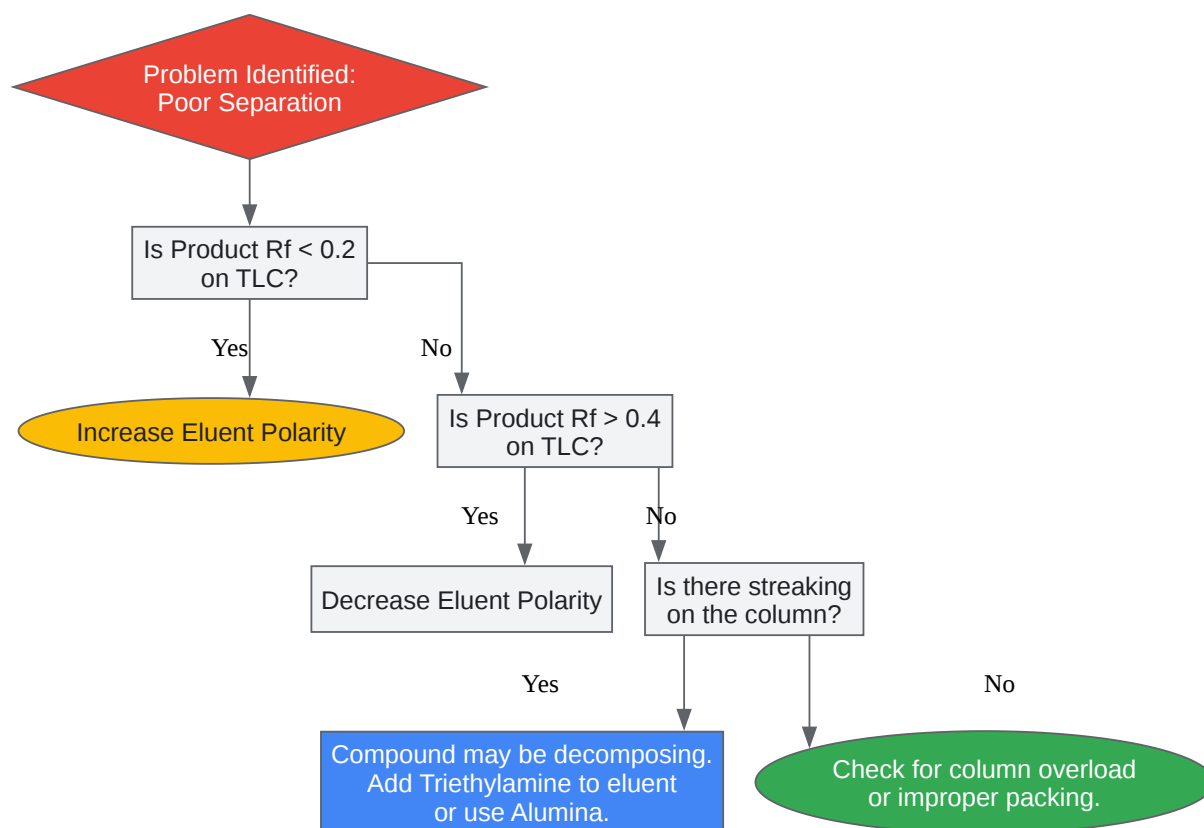 Problem Identified:
Poor Separation
Is Product Rf < 0.2
on TLC?
Yes
No
Increase Eluent Polarity
Is Product Rf > 0.4
on TLC?
Yes
No
Decrease Eluent Polarity
Is there streaking
on the column?
Yes
No
Compound may be decomposing.
Add Triethylamine to eluent
or use Alumina.
Check for column overload
or improper packing.